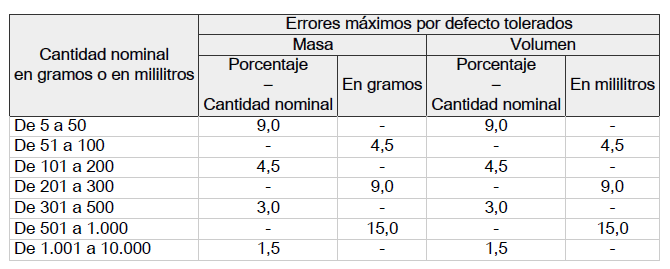 Errores máximos por defecto tolerados
Cantidad nominal
en gramos o en mililitros
Masa Volumen
Porcentaje
–
Cantidad nominal
En gramos
Porcentaje
–
Cantidad nominal
En mililitros
De 5 a 50 9,0 - 9,0 -
De 51 a 100 - 4,5 - 4,5
De 101 a 200 4,5 - 4,5 -
De 201 a 300 - 9,0 - 9,0
De 301 a 500 3,0 - 3,0 -
De 501 a 1.000 - 15,0 - 15,0
De 1.001 a 10.000 1,5 - 1,5 -